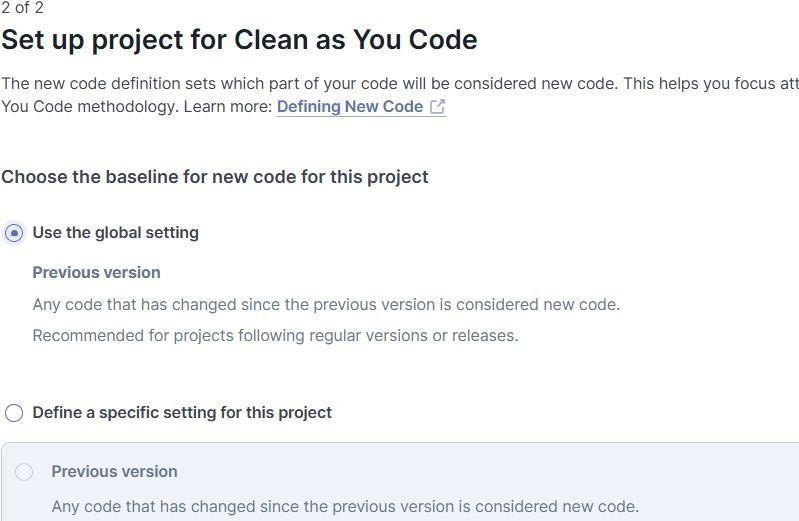 2 of 2
Set up project for Clean as You Code
The new code definition sets which part of your code will be considered new code. This helps you focus
You Code methodology. Learn more: Defining New Code
Choose the baseline for new code for this project
Use the global setting
Previous version
Any code that has changed since the previous version is considered new code.
Recommended for projects following regular versions or releases.
Define a specific setting for this project
Previous version
Any code that has changed since the previous version is considered new code.